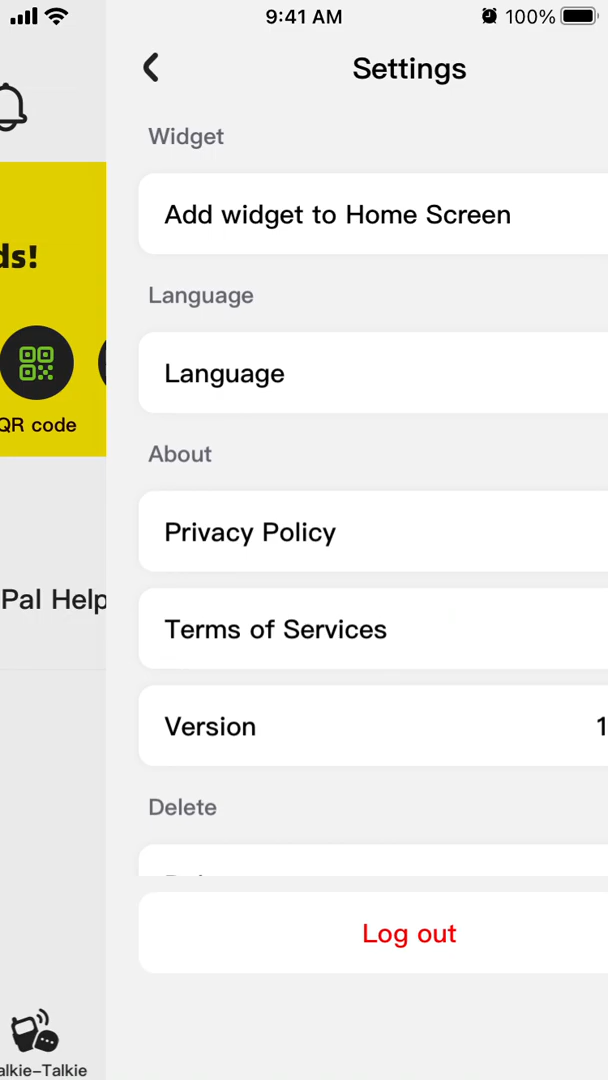 9:41 AM
100%
Settings
Widget
Add widget to Home Screen
ds!
Language
Language
QR code
About
Privacy Policy
Pal Help
Terms of Services
Version
1
Delete
Log out
alkie-Talkie